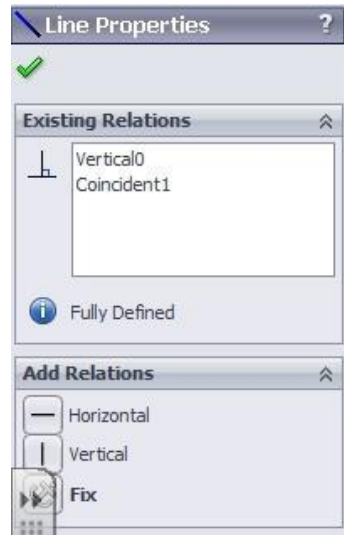 Line Properties ?
Existing Relations
Vertical0
Coincident1
Fully Defined
Add Relations
Horizontal
Vertical
Fix